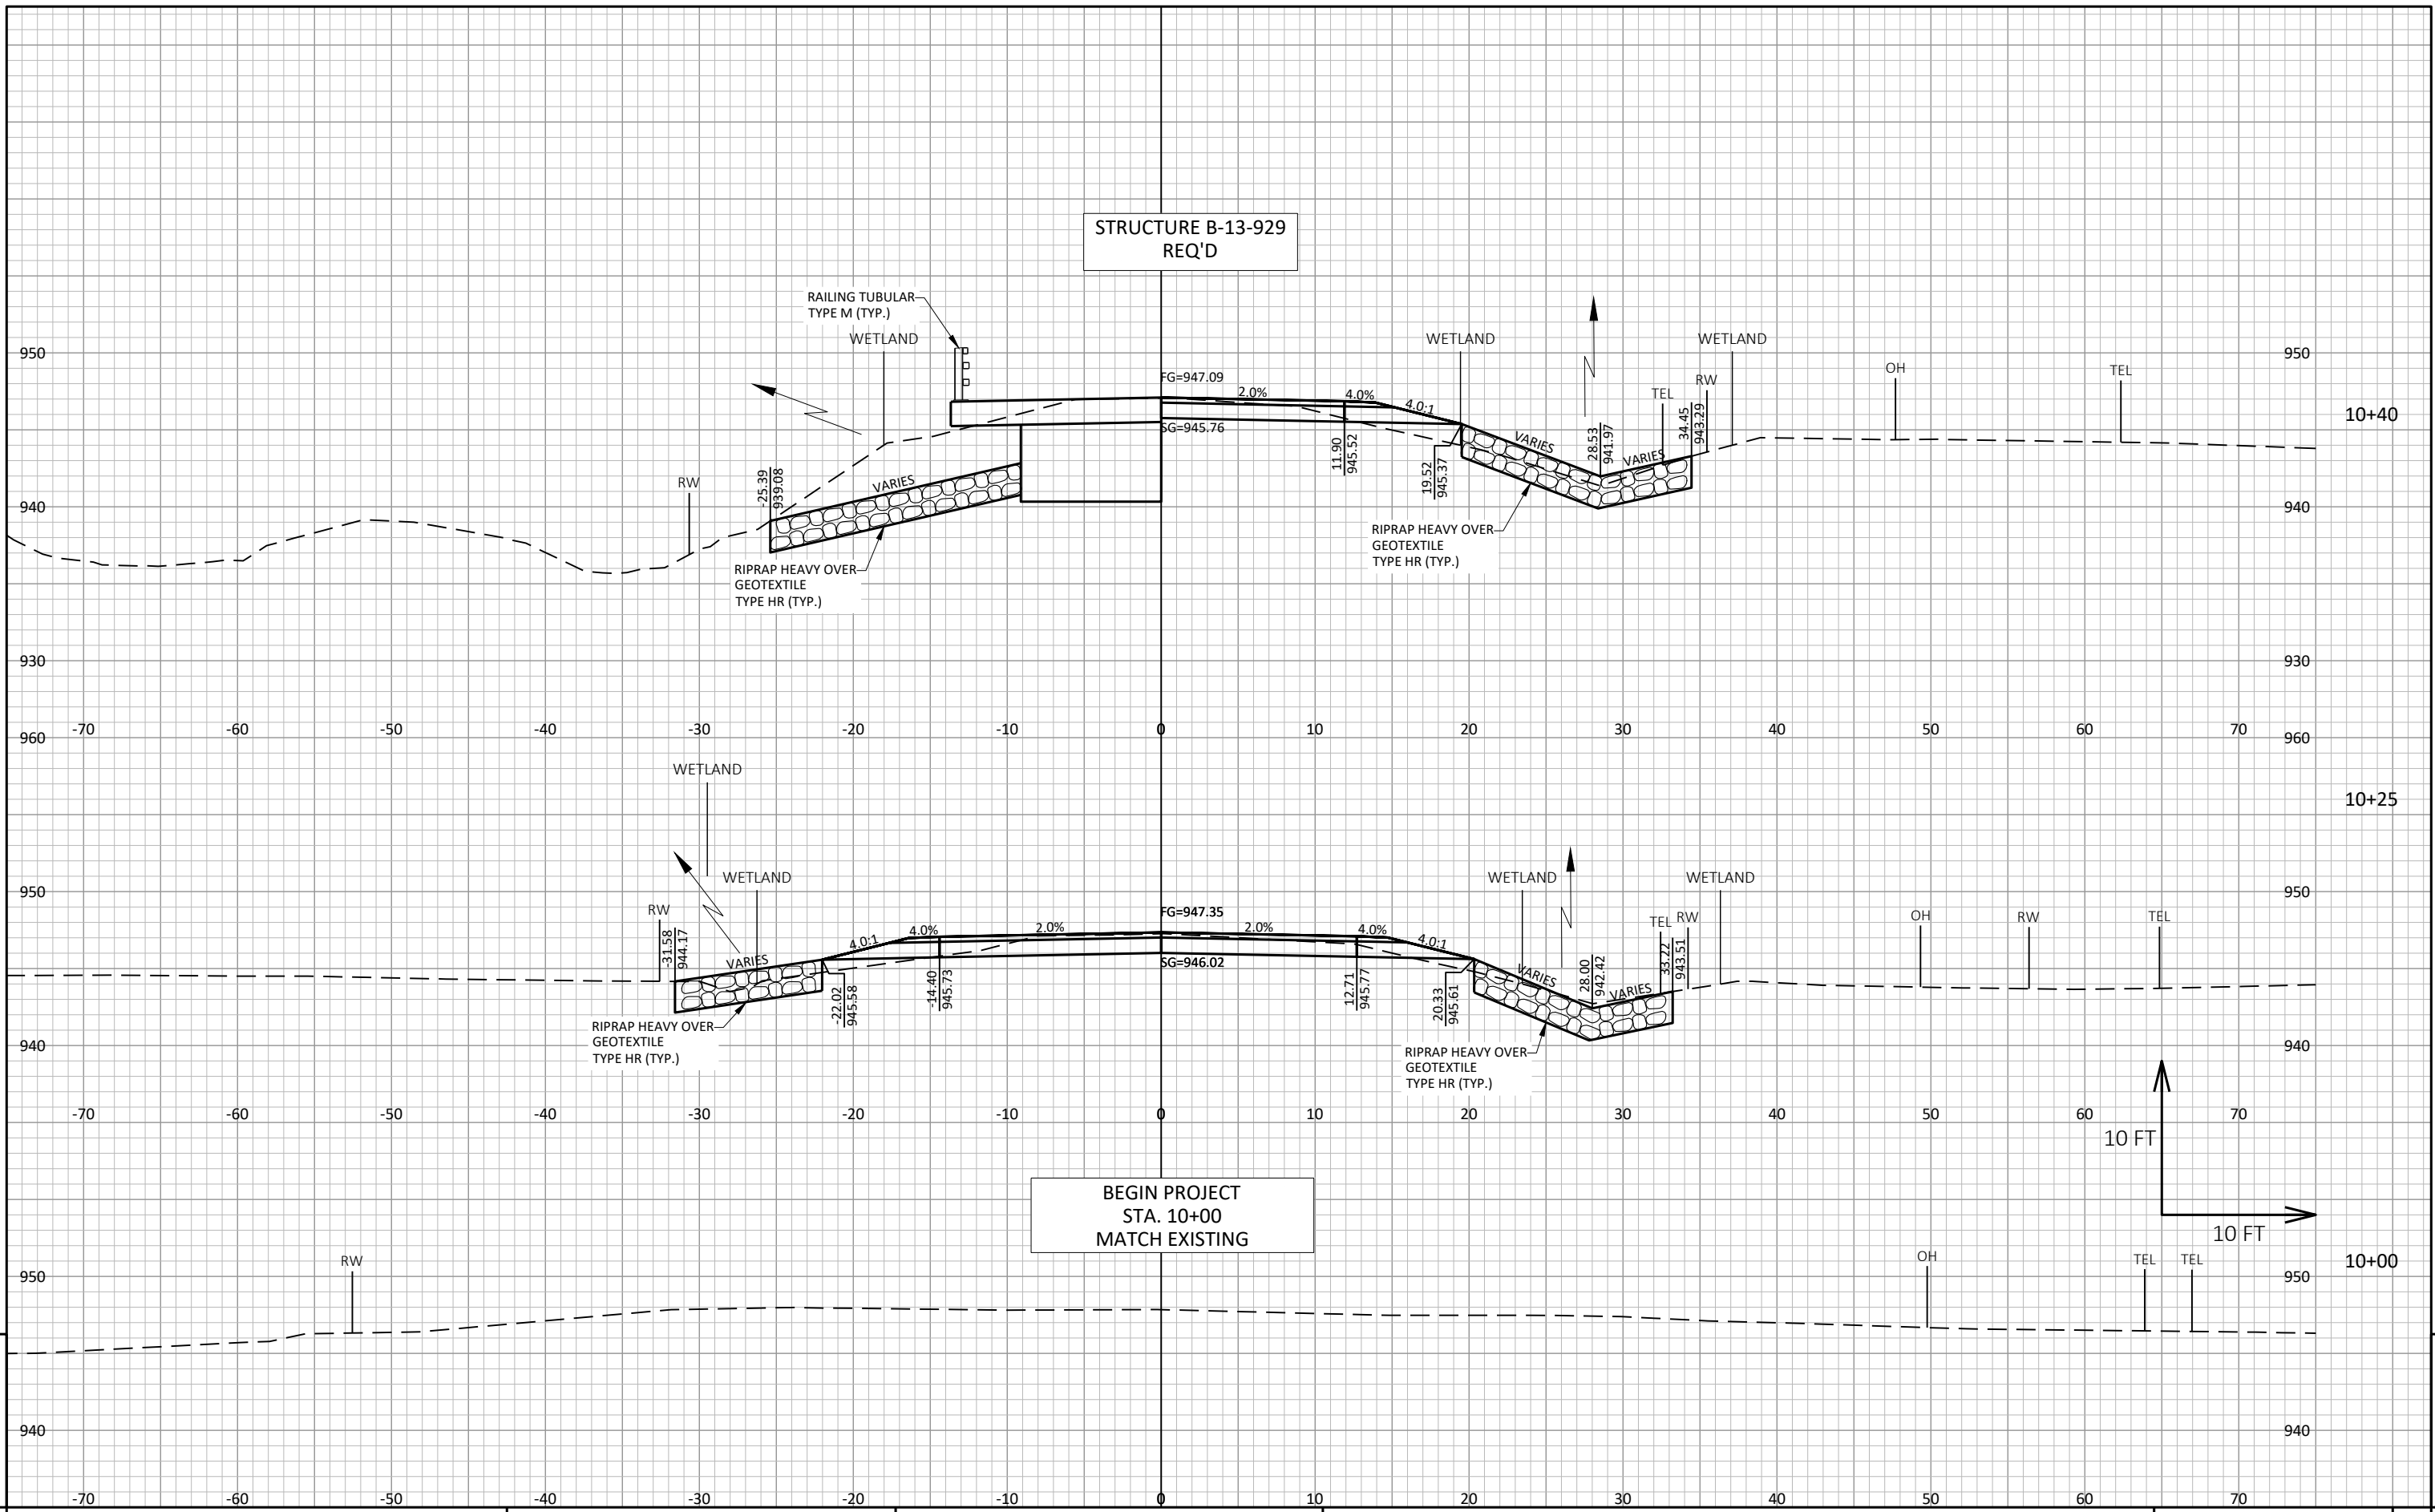 STRUCTURE B-13-929
REQ'D
RAILING TUBULAR
TYPE M (TYP.)
WETLAND
WETLAND
WETLAND
950
950
FG=947.09
2.0%
4.0%
4.0:1
TEL
RW
OH
TEL
10+40
SG=945.76
11.90
945.52
19.52
945.37
VARIES
28.53
941.97
VARIES
34.45
943.29
RW
-25.39
939.08
VARIES
940
940
RIPRAP HEAVY OVER
GEOTEXTILE
TYPE HR (TYP.)
RIPRAP HEAVY OVER
GEOTEXTILE
TYPE HR (TYP.)
930
930
-70 -60 -50 -40 -30 -20 -10 0 10 20 30 40 50 60 70
960
960
WETLAND
10+25
WETLAND
WETLAND
WETLAND
950
950
RW
-31.58
944.17
VARIES
4.0:1
4.0%
2.0%
FG=947.35
2.0%
4.0%
4.0:1
TEL
RW
OH
RW
TEL
SG=946.02
-22.02
945.58
-14.40
945.73
12.71
945.77
20.33
945.61
VARIES
28.00
942.42
VARIES
33.22
943.51
RIPRAP HEAVY OVER
GEOTEXTILE
TYPE HR (TYP.)
940
940
RIPRAP HEAVY OVER
GEOTEXTILE
TYPE HR (TYP.)
-70 -60 -50 -40 -30 -20 -10 0 10 20 30 40 50 60 70
10 FT
10 FT
BEGIN PROJECT
STA. 10+00
MATCH EXISTING
RW
OH
TEL
TEL
10+00
950
950
940
940
-70 -60 -50 -40 -30 -20 -10 0 10 20 30 40 50 60 70